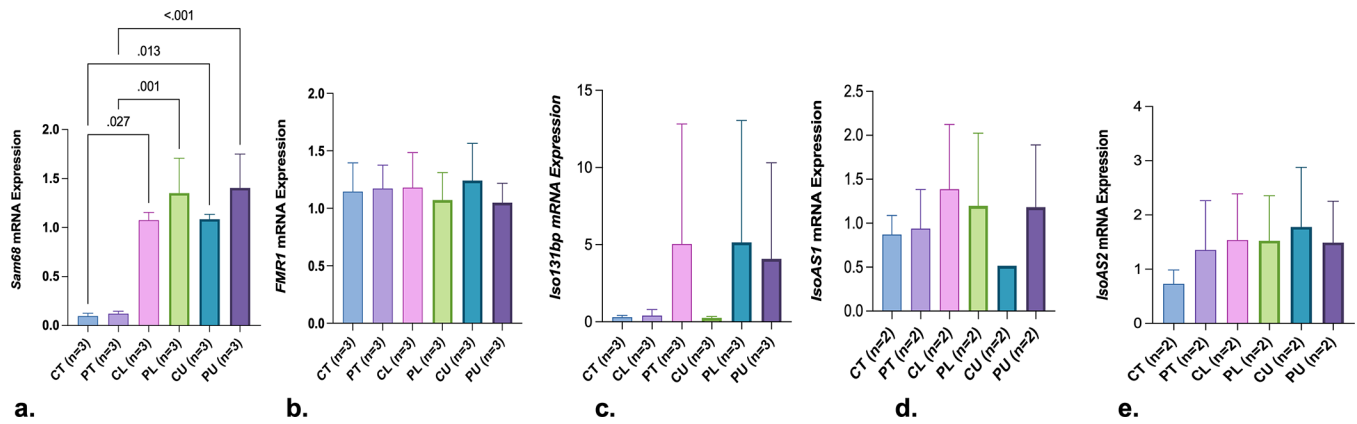 <.001
.013
.001
.027
Sam68 mRNA Expression
2.0
1.5
1.0
0.5
0.0
CT (n=3)
PT (n=3)
CL (n=3)
PL (n=3)
CU (n=3)
PU (n=3)
a.
FMR1 mRNA Expression
2.0
1.5
1.0
0.5
0.0
CT (n=3)
PT (n=3)
CL (n=3)
PL (n=3)
CU (n=3)
PU (n=3)
b.
Iso131bp mRNA Expression
15
10
5
0
CT (n=3)
CL (n=3)
PT (n=3)
CU (n=3)
PL (n=3)
PU (n=3)
c.
IsoAS1 mRNA Expression
2.5
2.0
1.5
1.0
0.5
0.0
CT (n=2)
PT (n=2)
CL (n=2)
PL (n=2)
CU (n=2)
PU (n=2)
d.
IsoAS2 mRNA Expression
4
3
2
1
0
CT (n=2)
PT (n=2)
CL (n=2)
PL (n=2)
CU (n=2)
PU (n=2)
e.